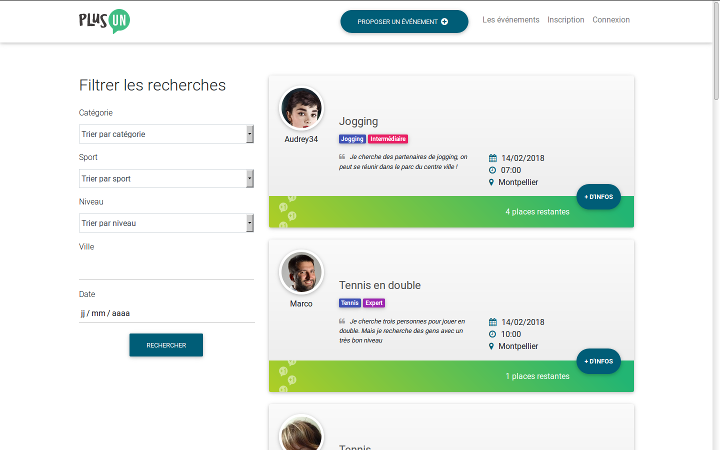 PLUS UN
PROPOSER UN ÉVÉNEMENT
Les événements
Inscription
Connexion
Filtrer les recherches
Catégorie
Trier par catégorie
Sport
Trier par sport
Niveau
Trier par niveau
Ville
Date
jj / mm / aaaa
RECHERCHER
Audrey34
Jogging
Jogging Intermédiaire
Je cherche des partenaires de jogging, on
peut se réunir dans le parc du centre ville !
14/02/2018
07:00
Montpellier
+ D'INFOS
4 places restantes
Marco
Tennis en double
Tennis Expert
Je cherche trois personnes pour jouer en
double. Mais je recherche des gens avec un
très bon niveau
14/02/2018
10:00
Montpellier
+ D'INFOS
1 places restantes
Tennis